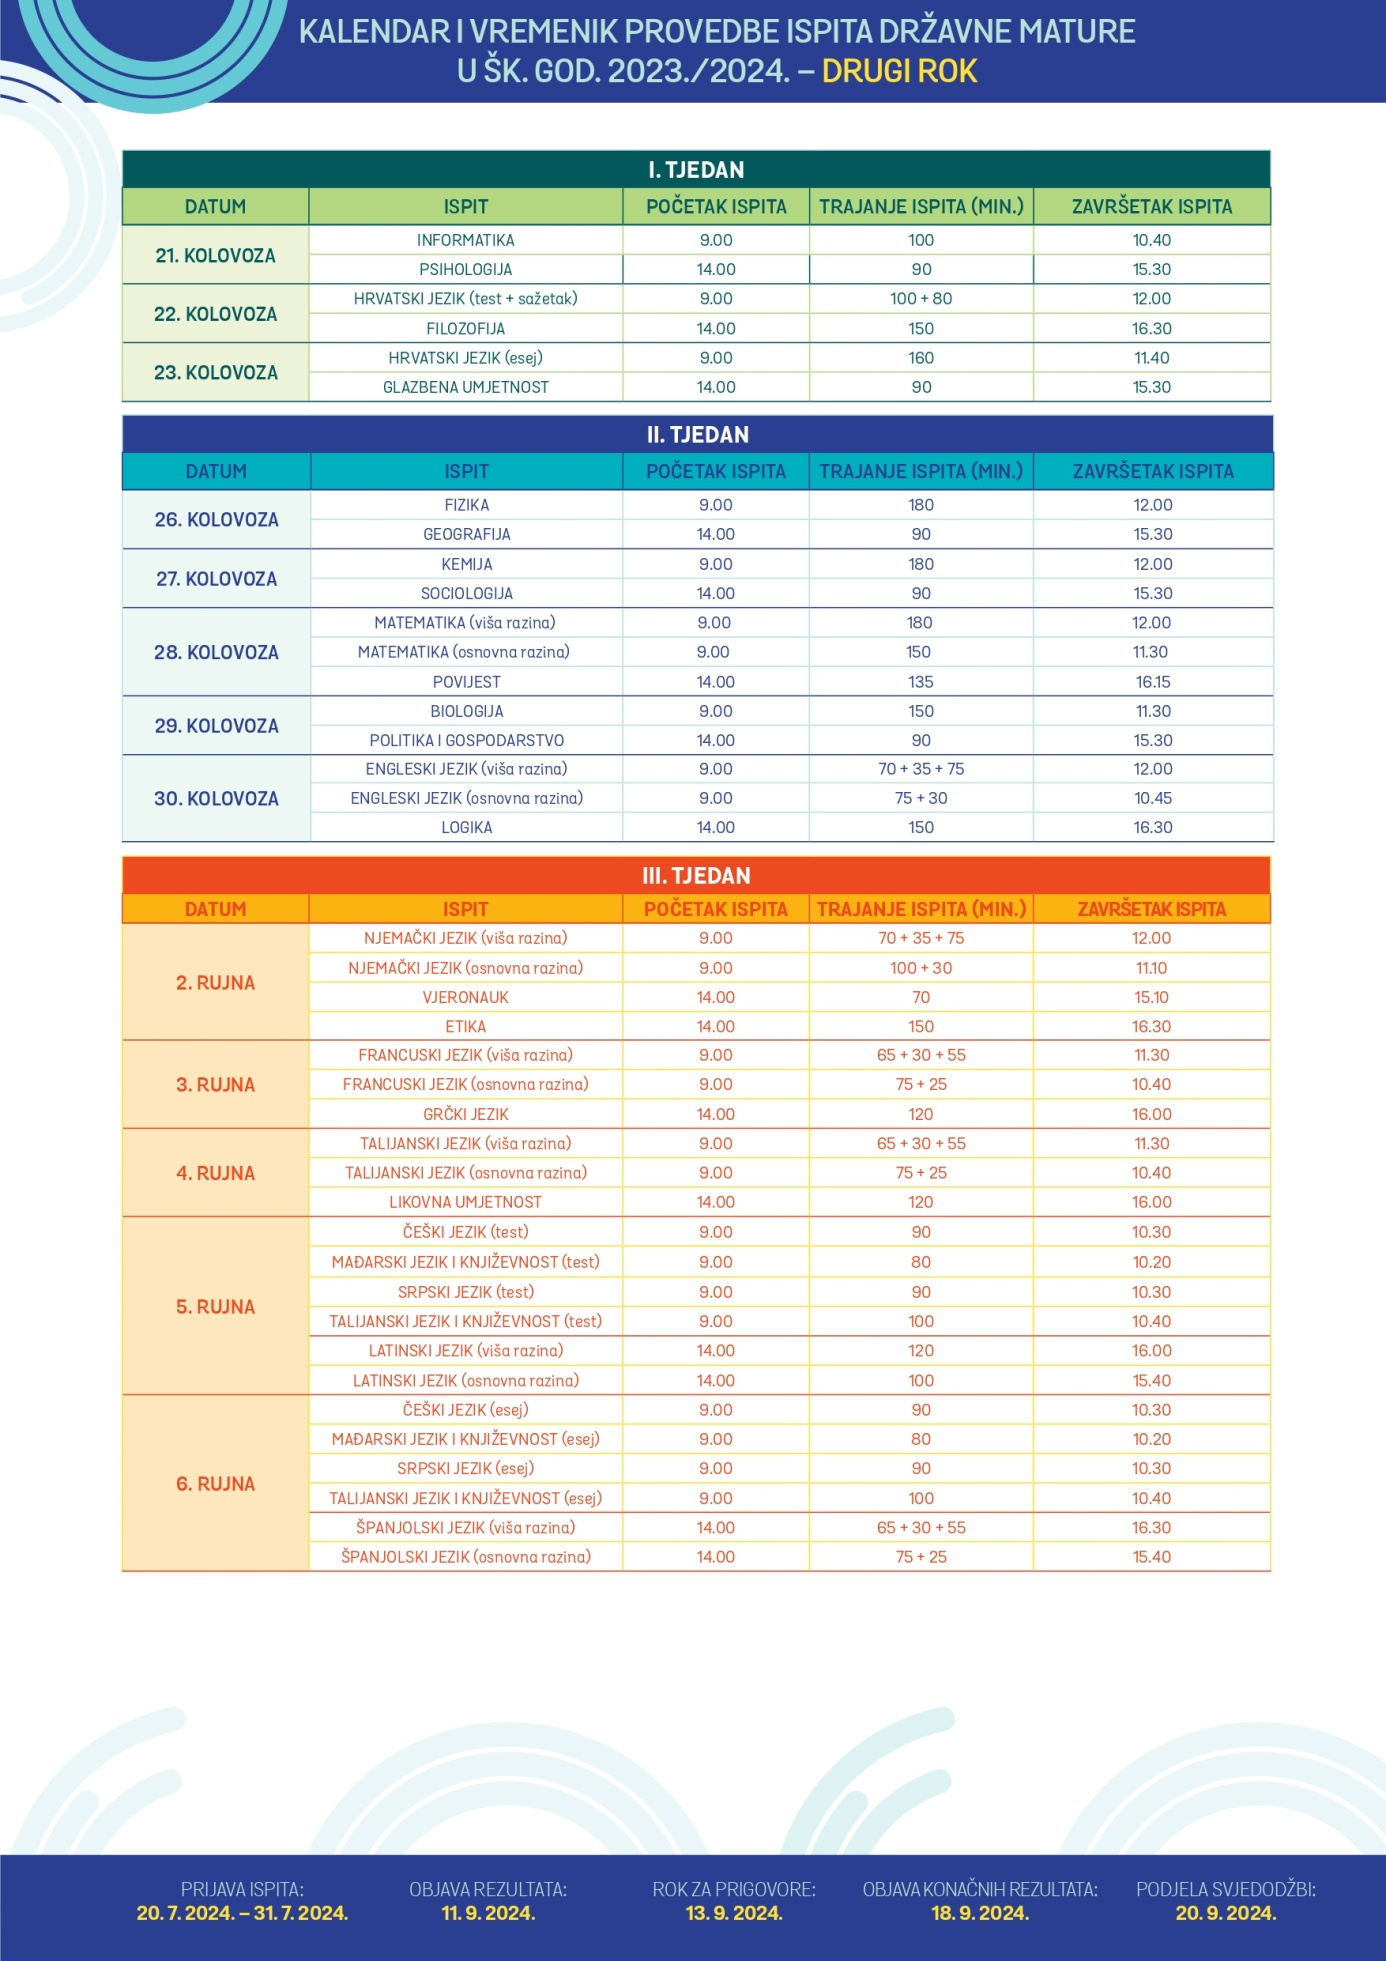 KALENDAR I VREMENIK PROVEDBE ISPITA DRŽAVNE MATURE
U ŠK. GOD. 2023./2024. – DRUGI ROK
I. TJEDAN
DATUM ISPIT POČETAK ISPITA TRAJANJE ISPITA (MIN.) ZAVRŠETAK ISPITA
21. KOLOVOZA
INFORMATIKA 9.00 100 10.40
PSIHOLOGIJA 14.00 90 15.30
22. KOLOVOZA
HRVATSKI JEZIK (test + sažetak) 9.00 100 + 80 12.00
FILOZOFIJA 14.00 150 16.30
23. KOLOVOZA
HRVATSKI JEZIK (esej) 9.00 160 11.40
GLAZBENA UMJETNOST 14.00 90 15.30
II. TJEDAN
DATUM ISPIT POČETAK ISPITA TRAJANJE ISPITA (MIN.) ZAVRŠETAK ISPITA
26. KOLOVOZA
FIZIKA 9.00 180 12.00
GEOGRAFIJA 14.00 90 15.30
27. KOLOVOZA
KEMIJA 9.00 180 12.00
SOCIOLOGIJA 14.00 90 15.30
28. KOLOVOZA
MATEMATIKA (viša razina) 9.00 180 12.00
MATEMATIKA (osnovna razina) 9.00 150 11.30
POVIJEST 14.00 135 16.15
29. KOLOVOZA
BIOLOGIJA 9.00 150 11.30
POLITIKA I GOSPODARSTVO 14.00 90 15.30
30. KOLOVOZA
ENGLESKI JEZIK (viša razina) 9.00 70 + 35 + 75 12.00
ENGLESKI JEZIK (osnovna razina) 9.00 75 + 30 10.45
LOGIKA 14.00 150 16.30
III. TJEDAN
DATUM ISPIT POČETAK ISPITA TRAJANJE ISPITA (MIN.) ZAVRŠETAK ISPITA
2. RUJNA
NJEMAČKI JEZIK (viša razina) 9.00 70 + 35 + 75 12.00
NJEMAČKI JEZIK (osnovna razina) 9.00 100 + 30 11.10
VJERONAUK 14.00 70 15.10
ETIKA 14.00 150 16.30
3. RUJNA
FRANCUSKI JEZIK (viša razina) 9.00 65 + 30 + 55 11.30
FRANCUSKI JEZIK (osnovna razina) 9.00 75 + 25 10.40
GRČKI JEZIK 14.00 120 16.00
4. RUJNA
TALIJANSKI JEZIK (viša razina) 9.00 65 + 30 + 55 11.30
TALIJANSKI JEZIK (osnovna razina) 9.00 75 + 25 10.40
LIKOVNA UMJETNOST 14.00 120 16.00
5. RUJNA
ČEŠKI JEZIK (test) 9.00 90 10.30
MAĐARSKI JEZIK I KNJIŽEVNOST (test) 9.00 80 10.20
SRPSKI JEZIK (test) 9.00 90 10.30
TALIJANSKI JEZIK I KNJIŽEVNOST (test) 9.00 100 10.40
LATINSKI JEZIK (viša razina) 14.00 120 16.00
LATINSKI JEZIK (osnovna razina) 14.00 100 15.40
6. RUJNA
ČEŠKI JEZIK (esej) 9.00 90 10.30
MAĐARSKI JEZIK I KNJIŽEVNOST (esej) 9.00 80 10.20
SRPSKI JEZIK (esej) 9.00 90 10.30
TALIJANSKI JEZIK I KNJIŽEVNOST (esej) 9.00 100 10.40
ŠPANJOLSKI JEZIK (viša razina) 14.00 65 + 30 + 55 16.30
ŠPANJOLSKI JEZIK (osnovna razina) 14.00 75 + 25 15.40
PRIJAVA ISPITA: OBJAVA REZULTATA: ROK ZA PRIGOVORE: OBJAVA KONAČNIH REZULTATA: PODJELA SVJEDODŽBI:
20. 7. 2024. – 31. 7. 2024. 11. 9. 2024. 13. 9. 2024. 18. 9. 2024. 20. 9. 2024.